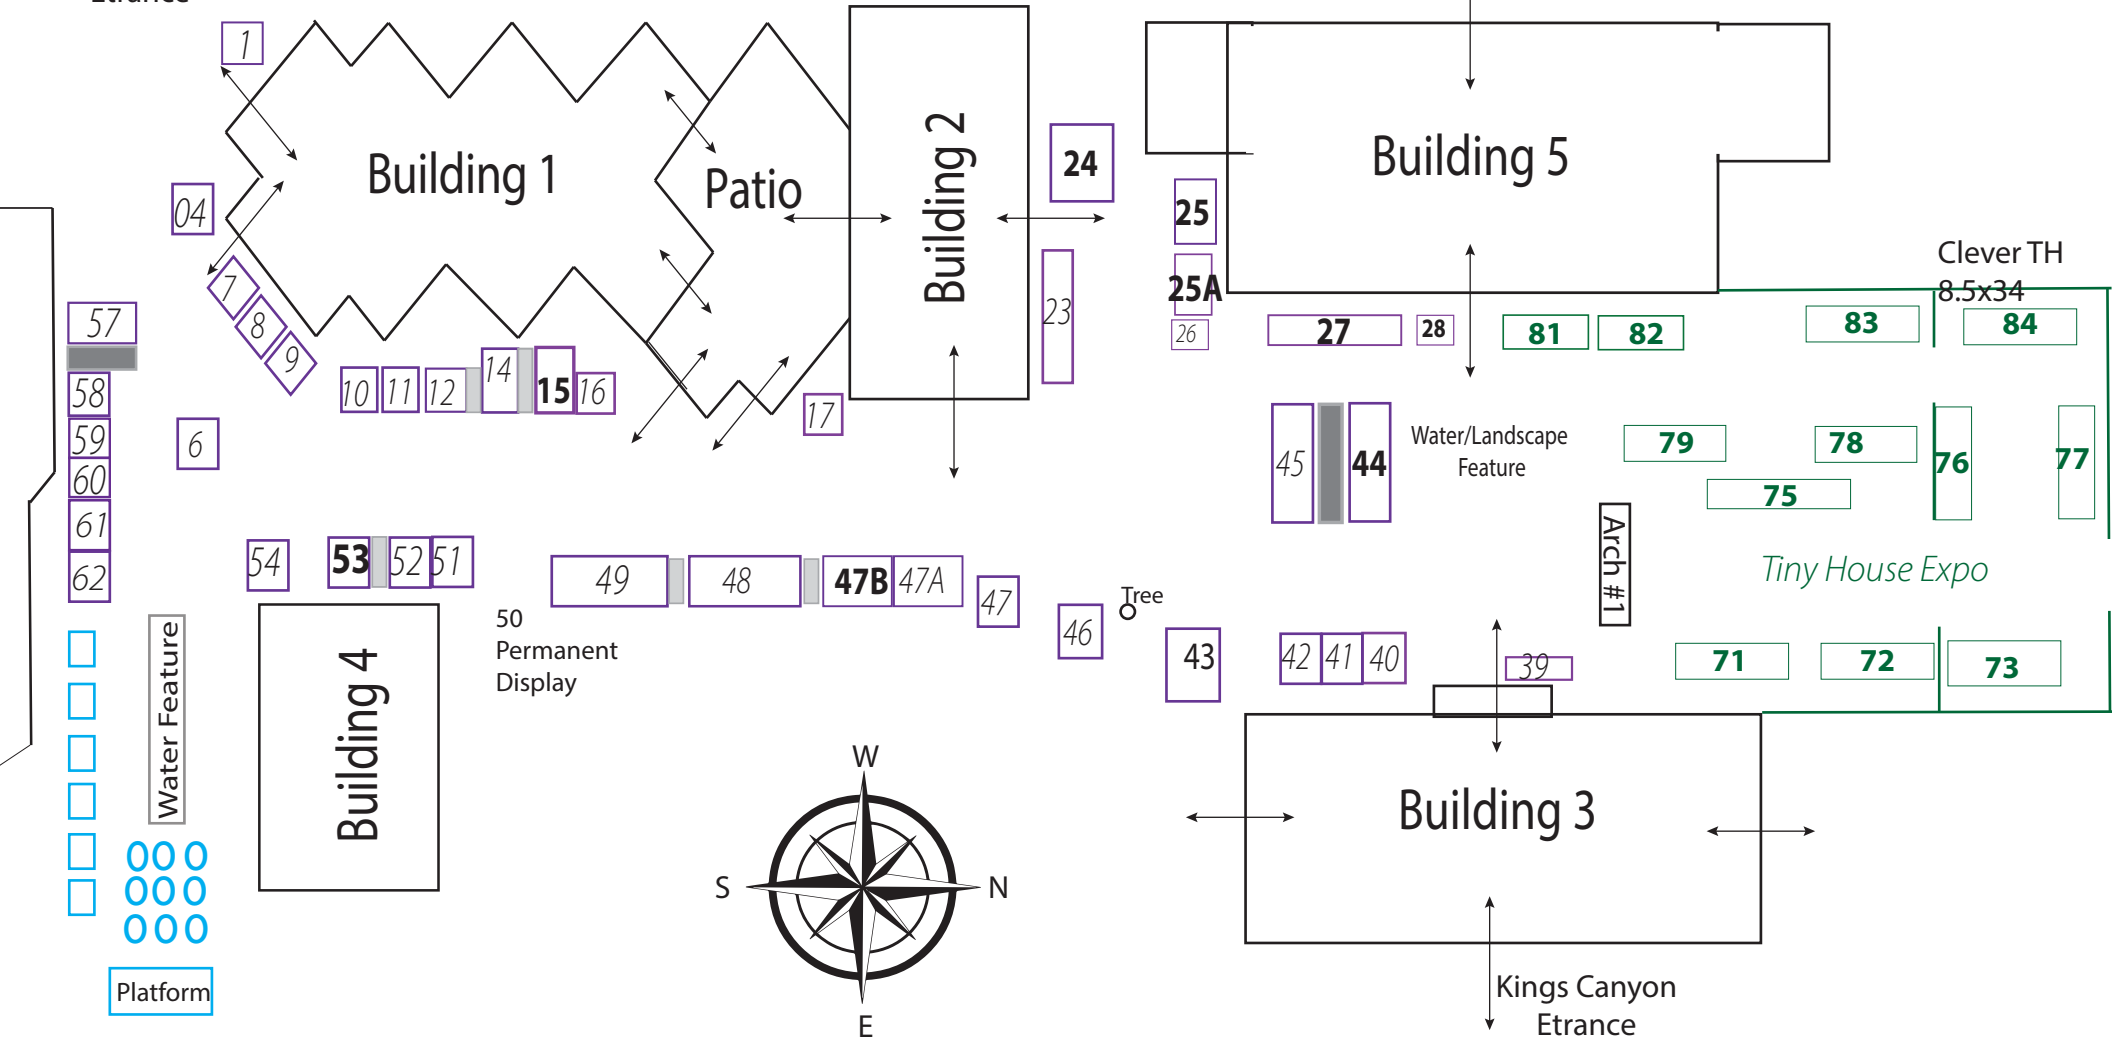 Etrance
1
Building 1
Patio
Building 2
24
Building 5
04
25
25A
26
Clever TH
8.5x34
7
8
9
57
58
59
60
61
62
6
10
11
12
14
15
16
17
23
27
28
81
82
83
84
45
44
Water/Landscape
Feature
79
78
75
76
77
Arch #1
Tiny House Expo
54
53
52
51
49
48
47B
47A
47
46
Tree
43
42
41
40
39
71
72
73
50
Permanent
Display
Water Feature
Building 4
W
S
N
E
Building 3
Kings Canyon
Etrance
Platform